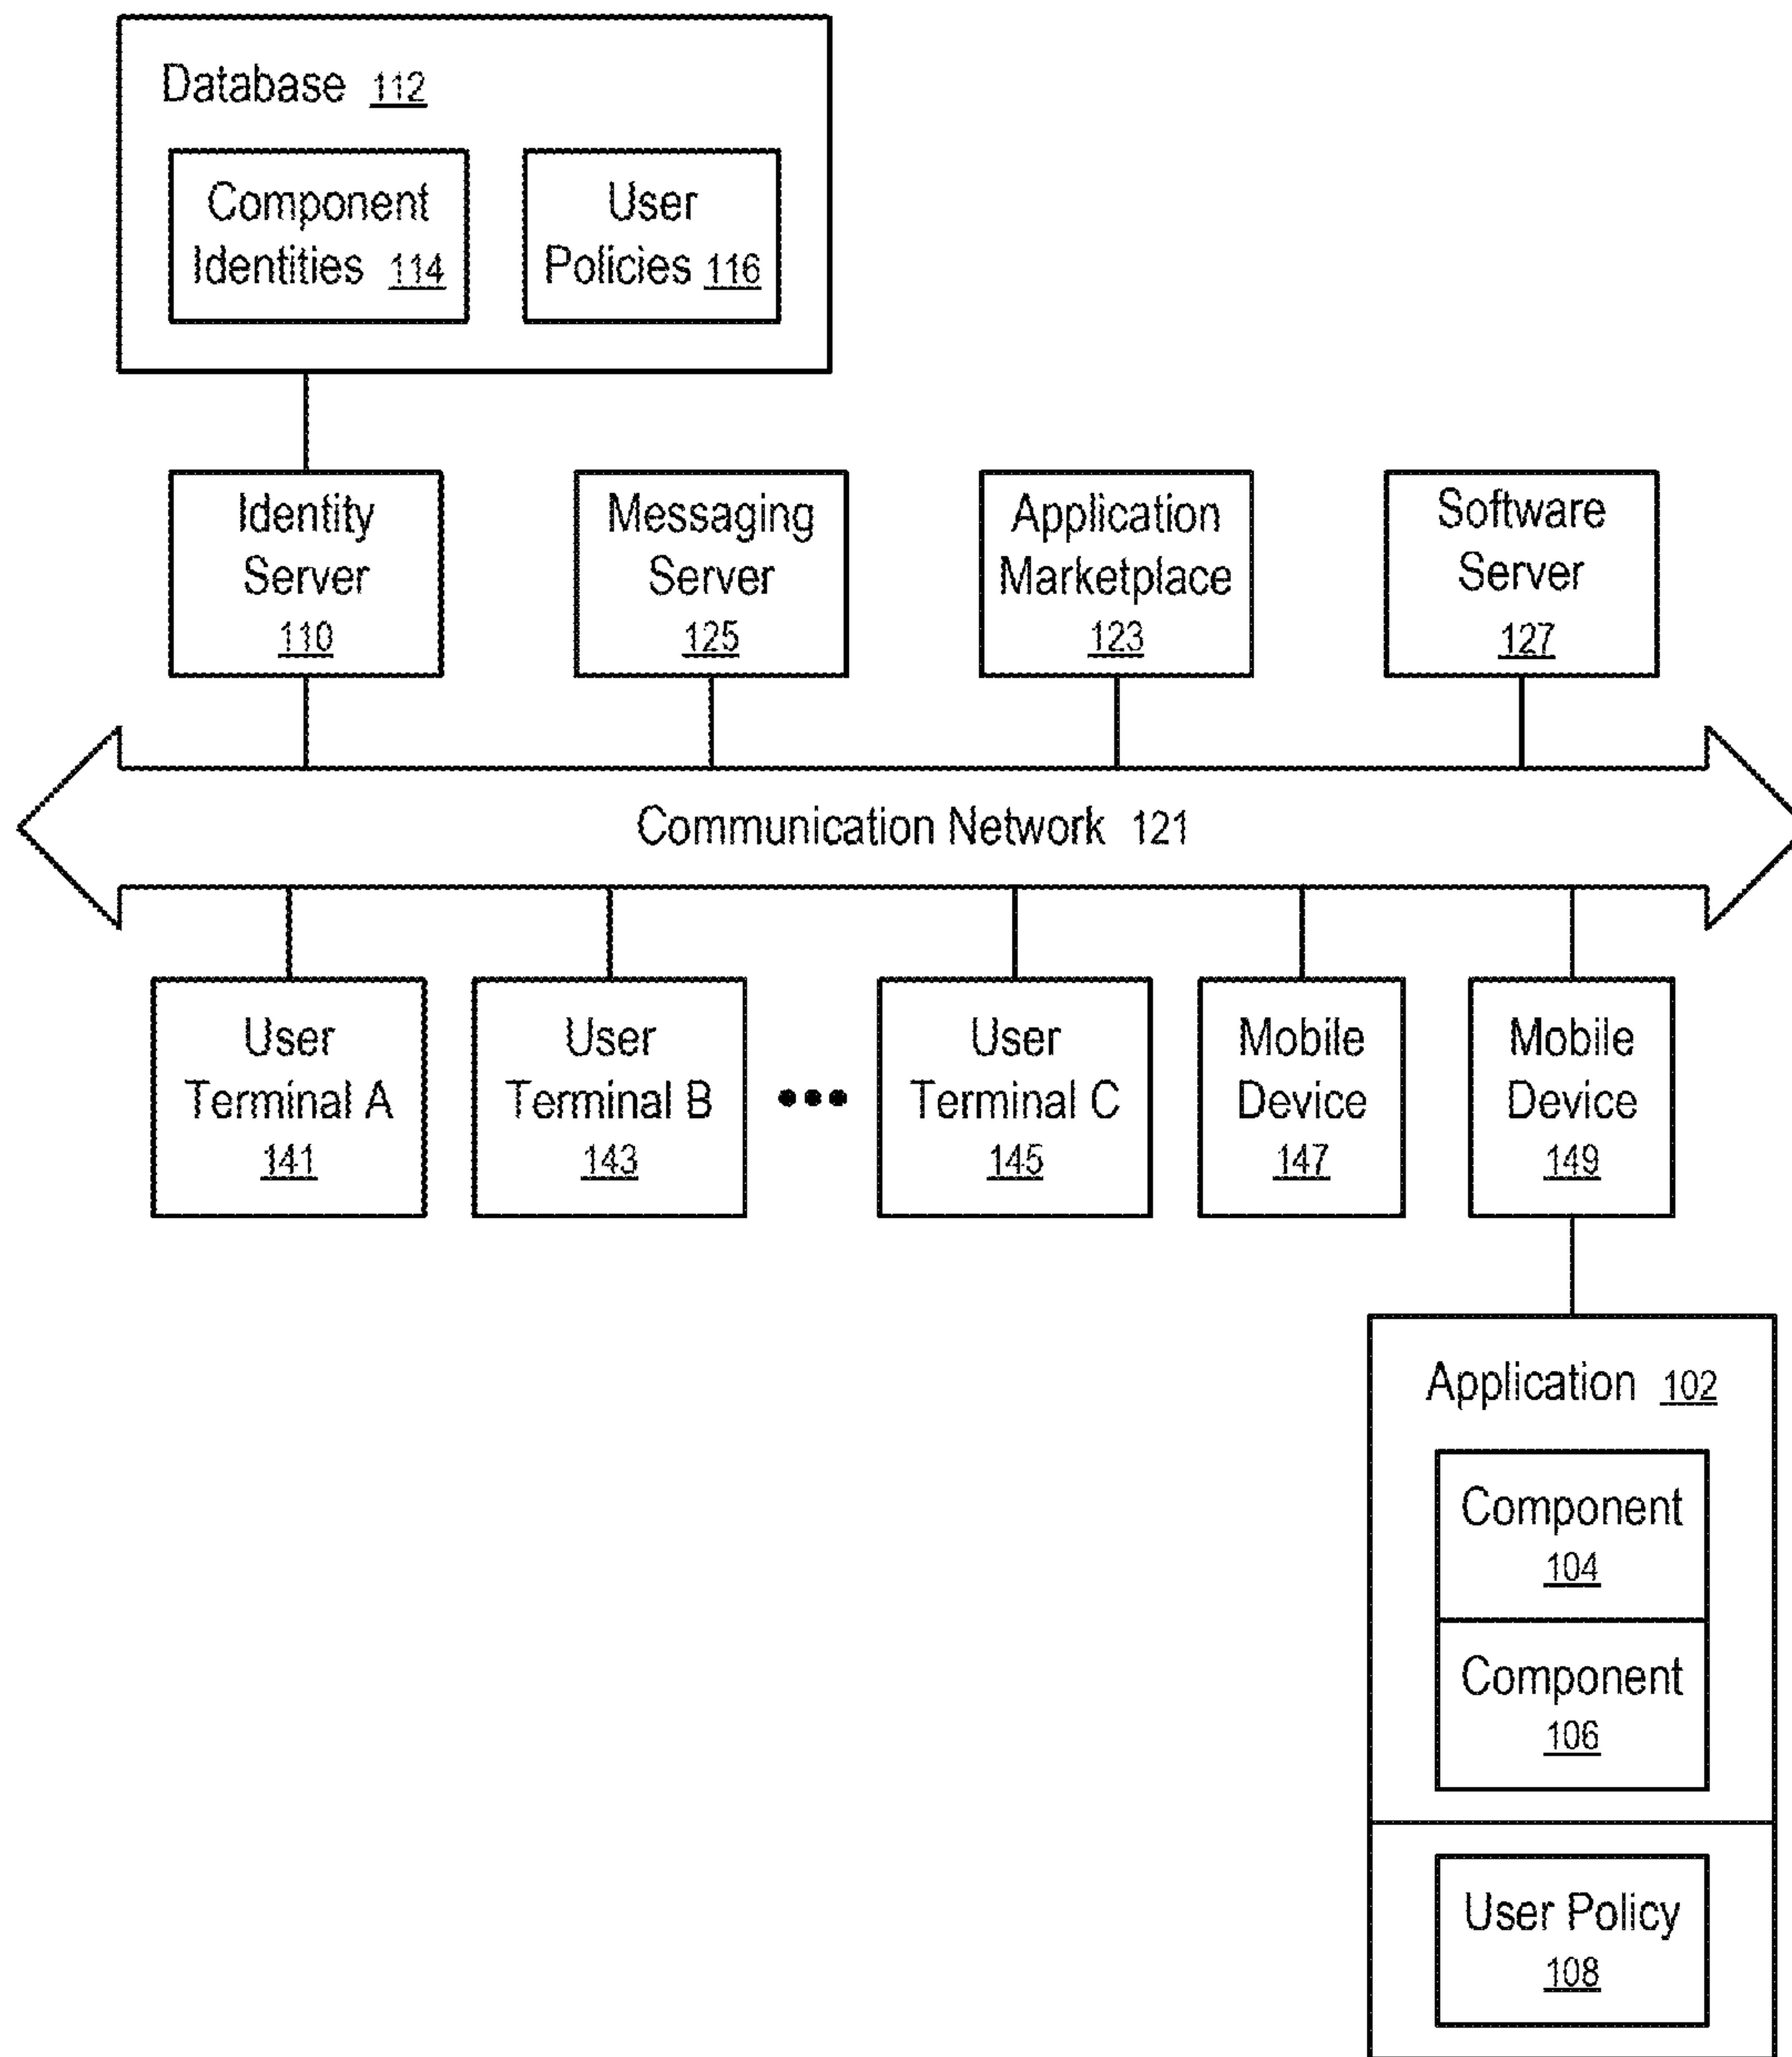 Database 112
Component
Identities 114
User
Policies 116
Identity
Server
110
Messaging
Server
125
Application
Marketplace
123
Software
Server
127
Communication Network 121
User
Terminal A
141
User
Terminal B
143
•••
User
Terminal C
145
Mobile
Device
147
Mobile
Device
149
Application 102
Component
104
Component
106
User Policy
108